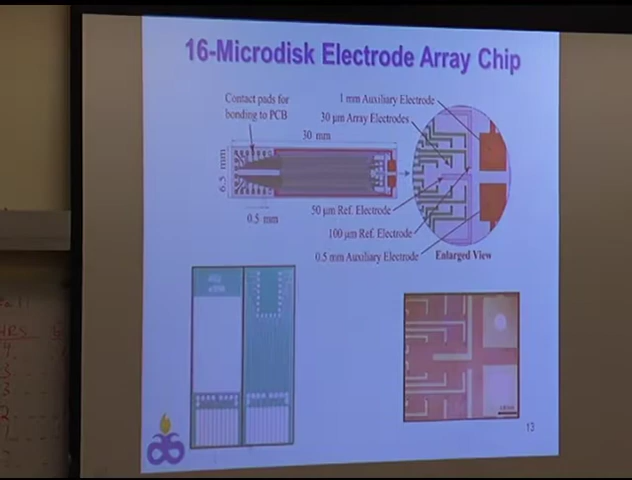 16-Microdisk Electrode Array Chip
Contact pads for
bonding to PCB
1 mm Auxiliary Electrode
30 µm Array Electrodes
30 mm
6.5 mm
0.5 mm
50 µm Ref. Electrode
100 µm Ref. Electrode
0.5 mm Auxiliary Electrode
Enlarged View
13